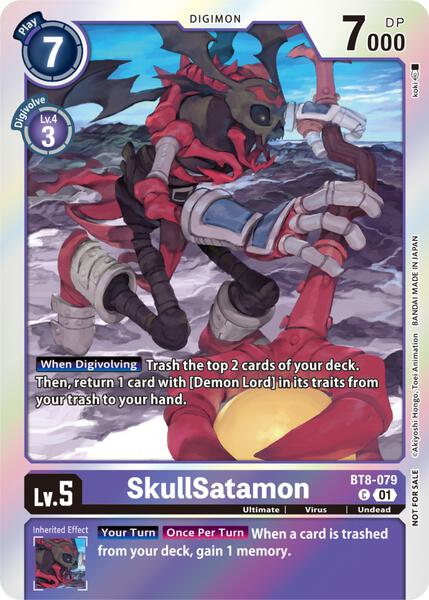 Play
7
DIGIMON
DP
7000
Digivolve
Lv.4
3
koki
When Digivolving Trash the top 2 cards of your deck.
Then, return 1 card with [Demon Lord] in its traits from
your trash to your hand.
©Akiyoshi Hongo, Toei Animation BANDAI MADE IN JAPAN
NOT FOR SALE
Lv.5
SkullSatamon
BT8-079
C 01
Ultimate | Virus | Undead
Inherited Effect
Your Turn Once Per Turn When a card is trashed
from your deck, gain 1 memory.